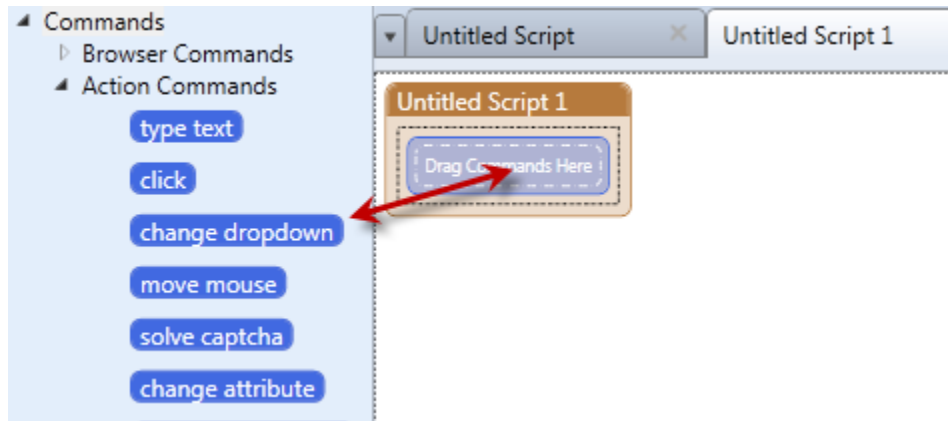 Commands
Browser Commands
Action Commands
type text
click
change dropdown
move mouse
solve captcha
change attribute
Untitled Script
Untitled Script 1
Untitled Script 1
Drag Commands Here